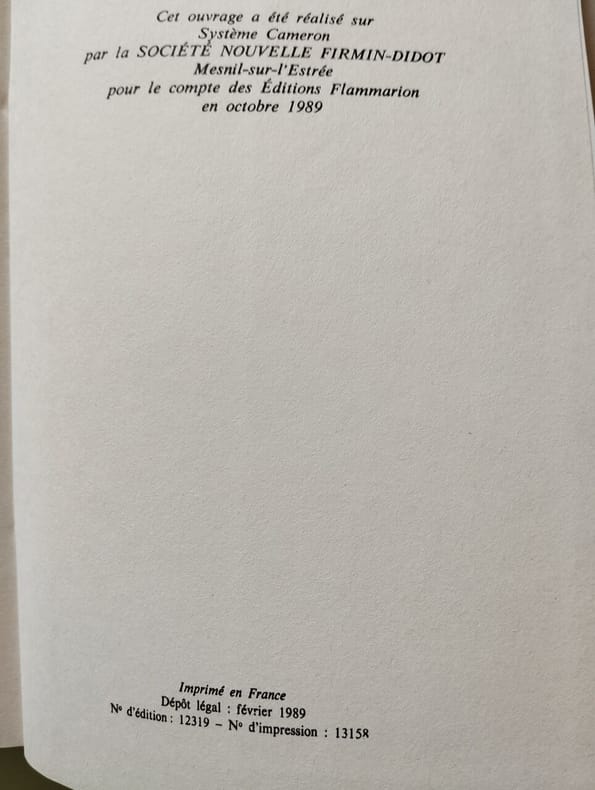 Cet ouvrage a été réalisé sur
Système Cameron
par la SOCIÉTÉ NOUVELLE FIRMIN-DIDOT
Mesnil-sur-l'Estrée
pour le compte des Éditions Flammarion
en octobre 1989
Imprimé en France
Dépôt légal : février 1989
N° d'édition : 12319 – N° d'impression : 13158